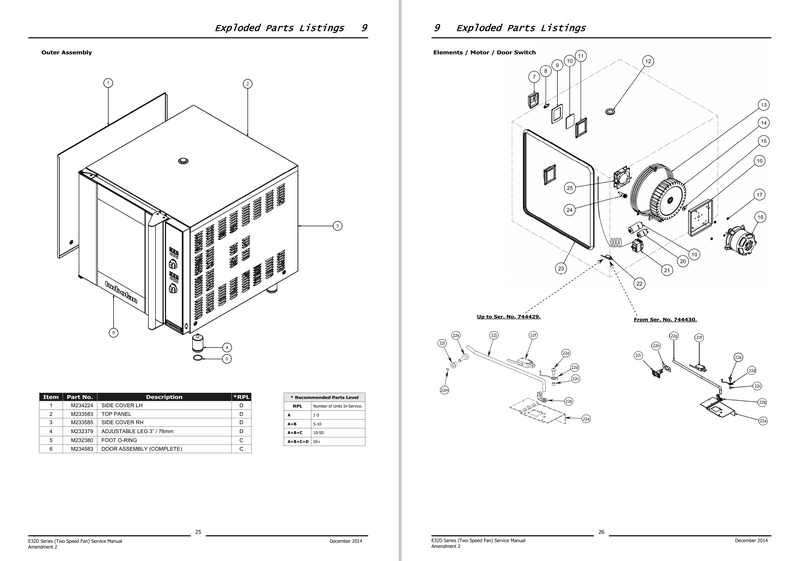 Exploded Parts Listings 9
Outer Assembly
1
2
3
turbofan
6
4
5
Item Part No. Description *RPL
1 M234224 SIDE COVER LH D
2 M233583 TOP PANEL D
3 M233585 SIDE COVER RH D
4 M232379 ADJUSTABLE LEG 3" / 76mm D
5 M232380 FOOT O-RING C
6 M234583 DOOR ASSEMBLY (COMPLETE) C
* Recommended Parts Level
RPL Number of Units In-Service.
A 1-5
A+B 5-10
A+B+C 10-50
A+B+C+D 50+
25
E32D Series (Two Speed Fan) Service Manual December 2014
Amendment 2
9 Exploded Parts Listings
Elements / Motor / Door Switch
7
8
9
10
11
12
13
14
15
16
17
18
25
24
19
20
21
23
22
Up to Ser. No. 744429.
From Ser. No. 744430.
22j
22f
22e
22d
22c
22b
22a
22g
22f
22d
22c
22a
26
E32D Series (Two Speed Fan) Service Manual December 2014
Amendment 2